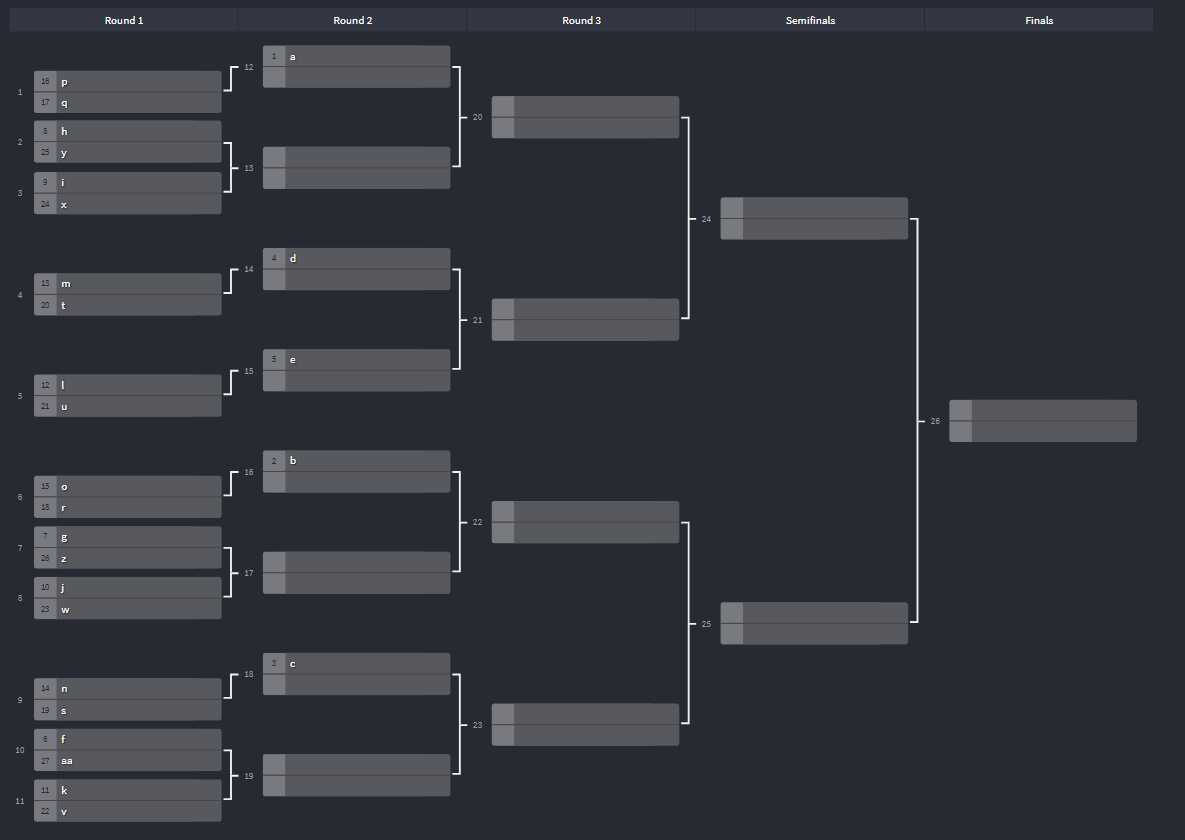 Round 1 Round 2 Round 3 Semifinals Finals
12 1 a
1 16 p
17 q
20
2 8 h
25 y
13
3 9 i
24 x
24
14 4 d
4 13 m
20 t
21
15 5 e
5 12 l
21 u
26
16 2 b
6 15 o
18 r
22
7 7 g
26 z
17
8 10 j
23 w
25
18 3 c
9 14 n
19 s
23
10 6 f
27 aa
19
11 11 k
22 v